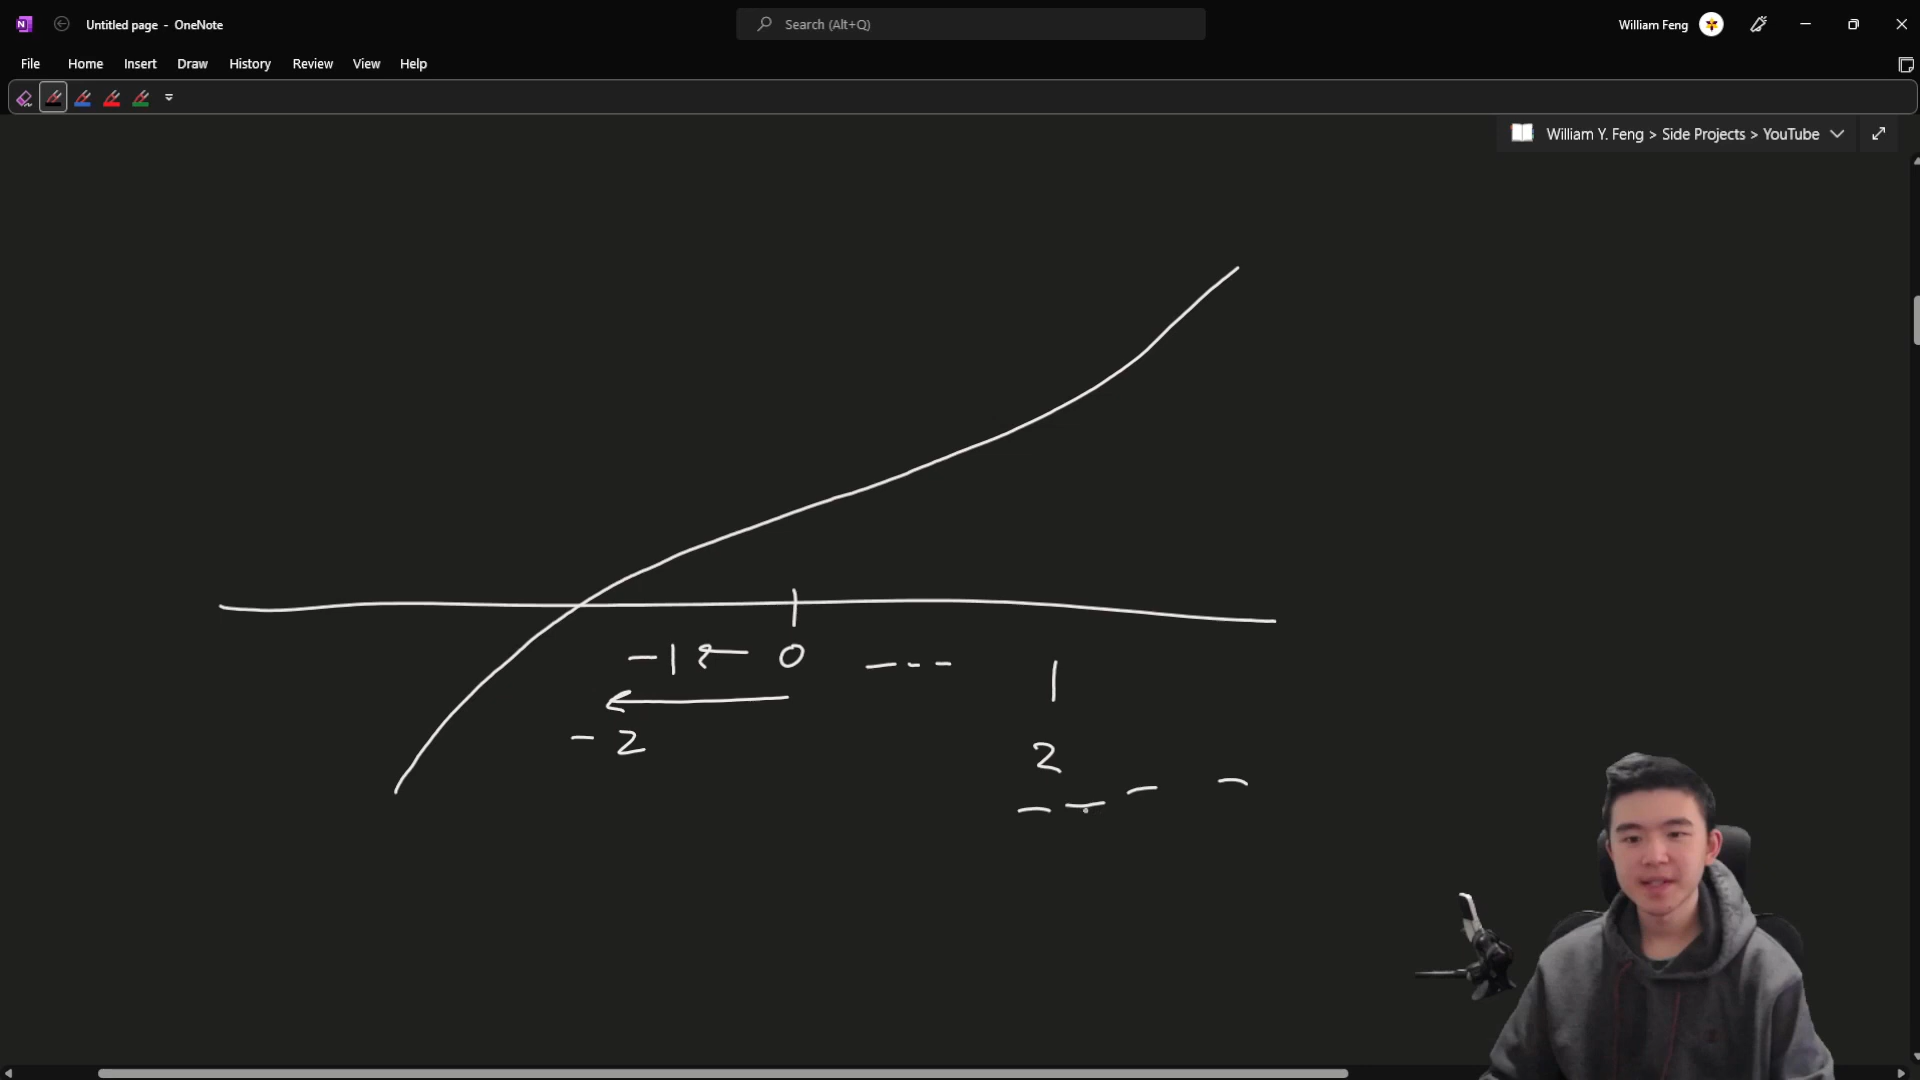 Untitled page - OneNote
Search (Alt+Q)
William Feng
File Home Insert Draw History Review View Help
William Y. Feng > Side Projects > YouTube
-1 ← 0 --- 1
←
- 2 2
- - - -